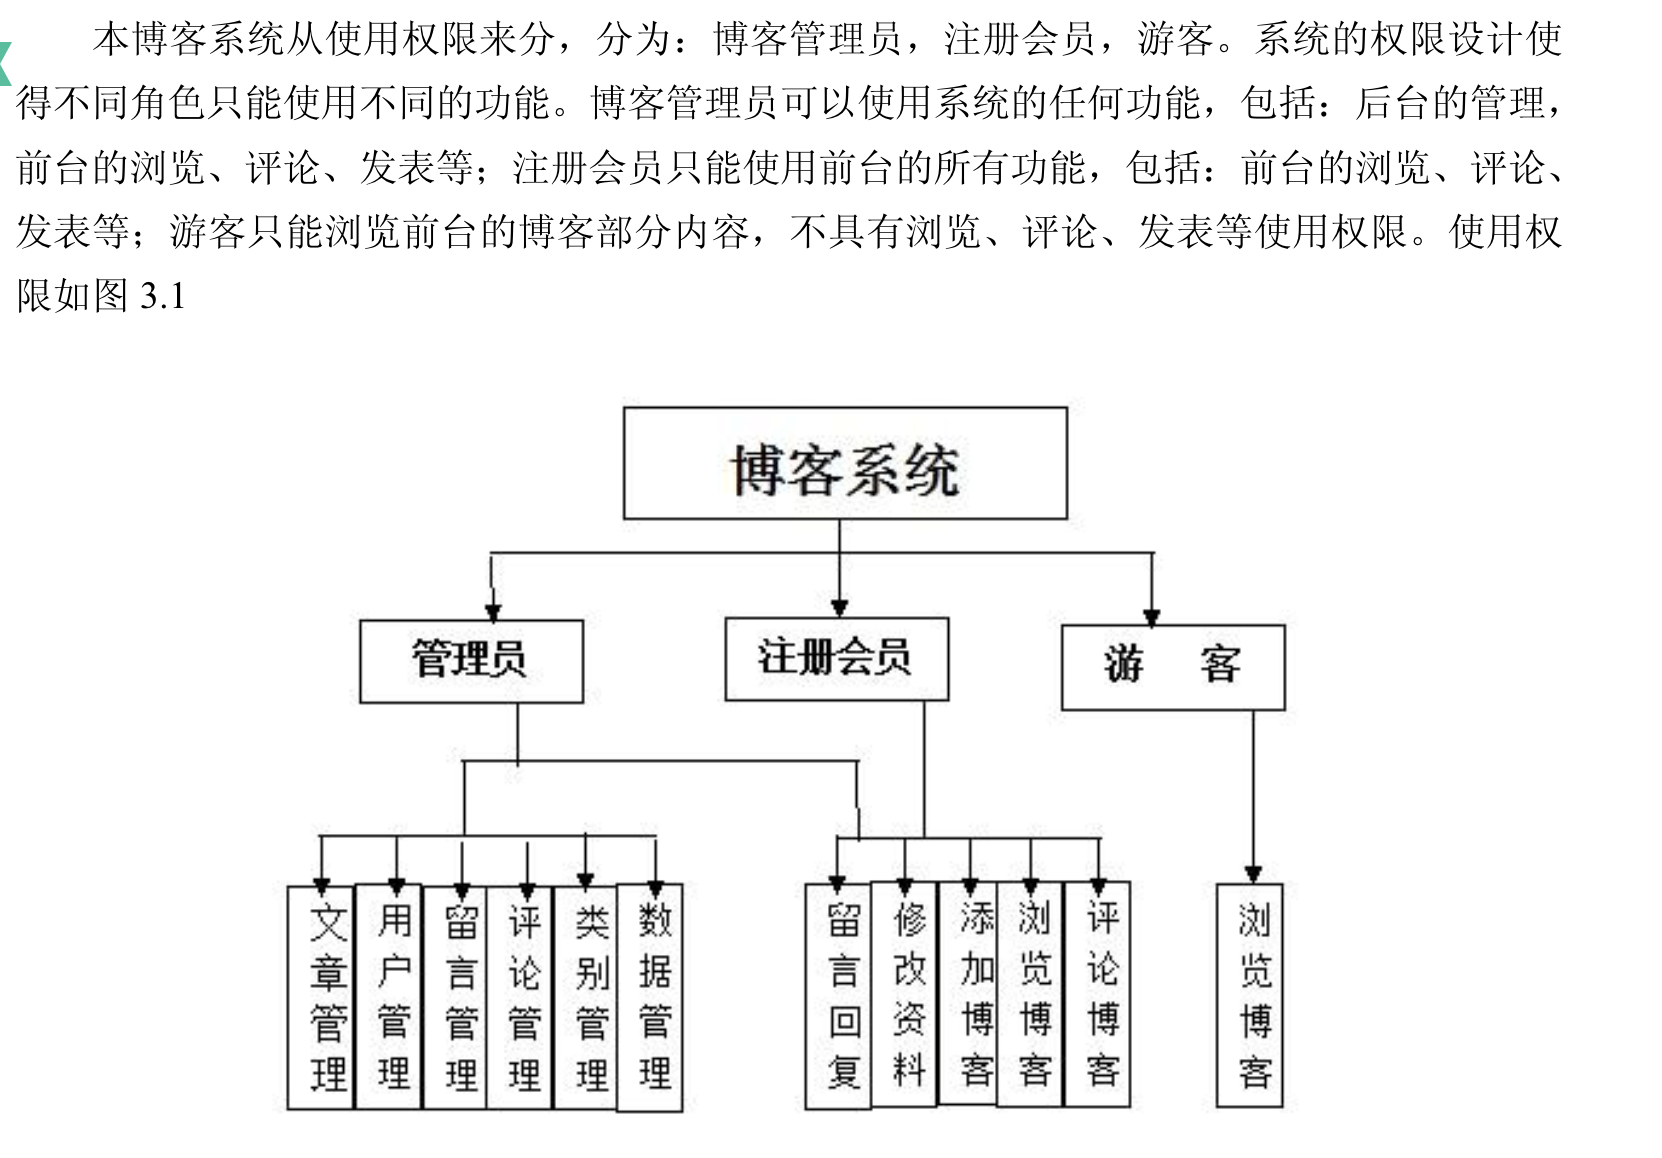 本博客系统从使用权限来分，分为：博客管理员，注册会员，游客。系统的权限设计使
得不同角色只能使用不同的功能。博客管理员可以使用系统的任何功能，包括：后台的管理，
前台的浏览、评论、发表等；注册会员只能使用前台的所有功能，包括：前台的浏览、评论、
发表等；游客只能浏览前台的博客部分内容，不具有浏览、评论、发表等使用权限。使用权
限如图 3.1
博客系统
管理员
注册会员
游 客
文章管理
用户管理
留言管理
评论管理
类别管理
数据管理
留言回复
修改资料
添加博客
浏览博客
评论博客
浏览博客